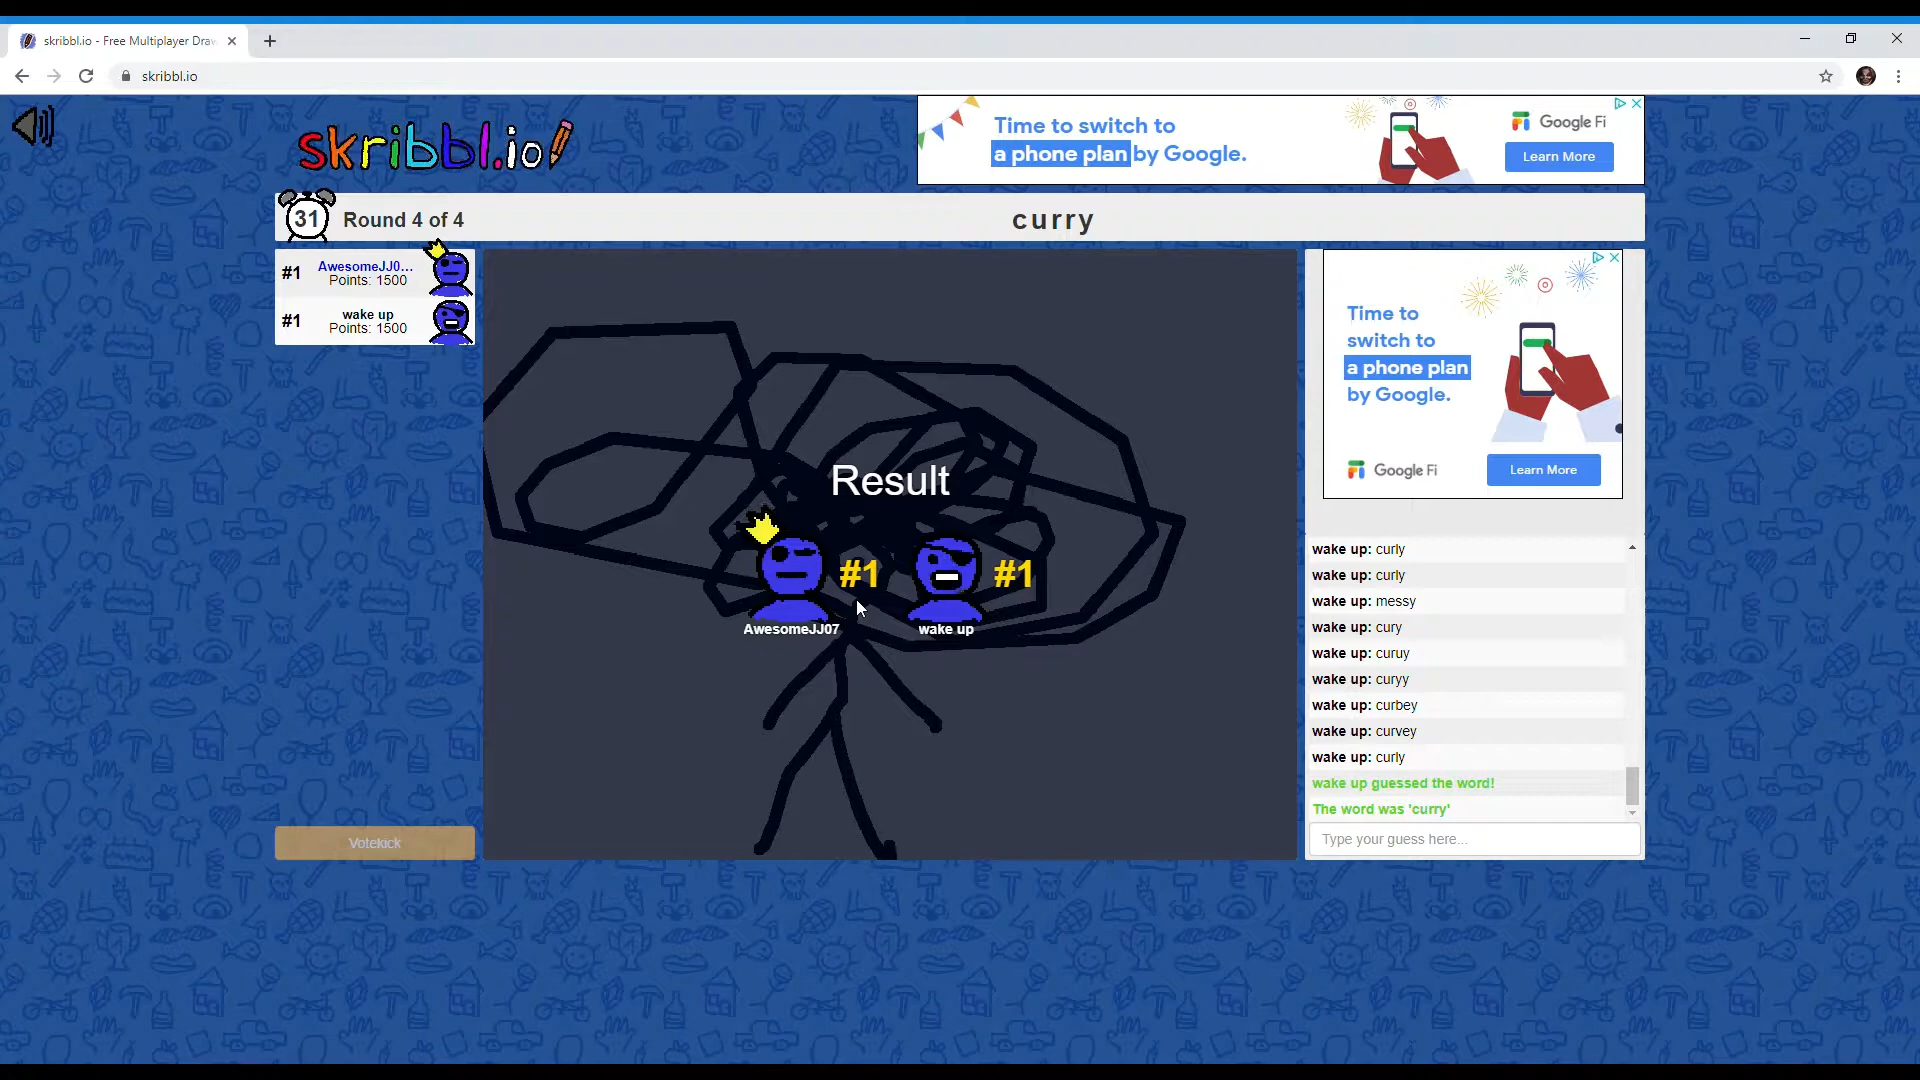 skribbl.io - Free Multiplayer Draw
skribbl.io
skribbl.io
Time to switch to
a phone plan by Google.
Google Fi
Learn More
31
Round 4 of 4
curry
#1
AwesomeJJ0...
Points: 1500
#1
wake up
Points: 1500
Result
#1
#1
AwesomeJJ07
wake up
Votekick
Time to
switch to
a phone plan
by Google.
Google Fi
Learn More
wake up: curly
wake up: curly
wake up: messy
wake up: cury
wake up: curuy
wake up: curyy
wake up: curbey
wake up: curvey
wake up: curly
wake up guessed the word!
The word was 'curry'
Type your guess here...